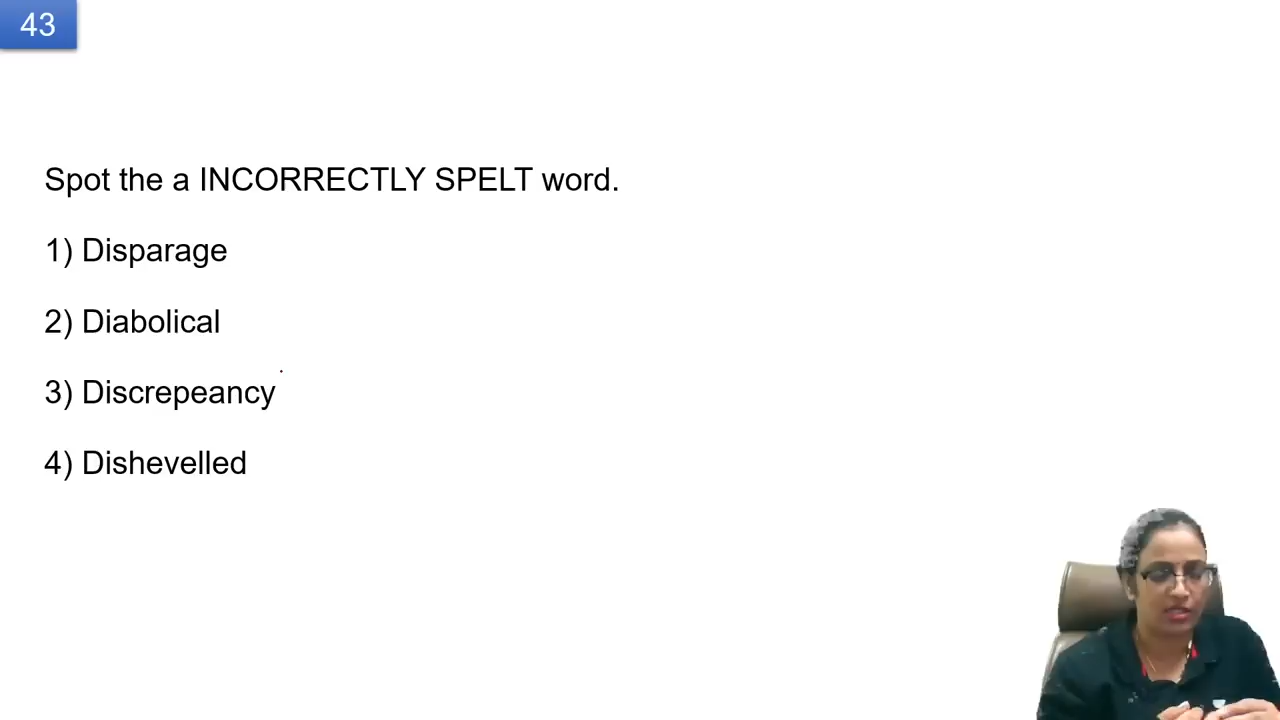 43
Spot the a INCORRECTLY SPELT word.
1) Disparage
2) Diabolical
3) Discrepeancy
4) Dishevelled